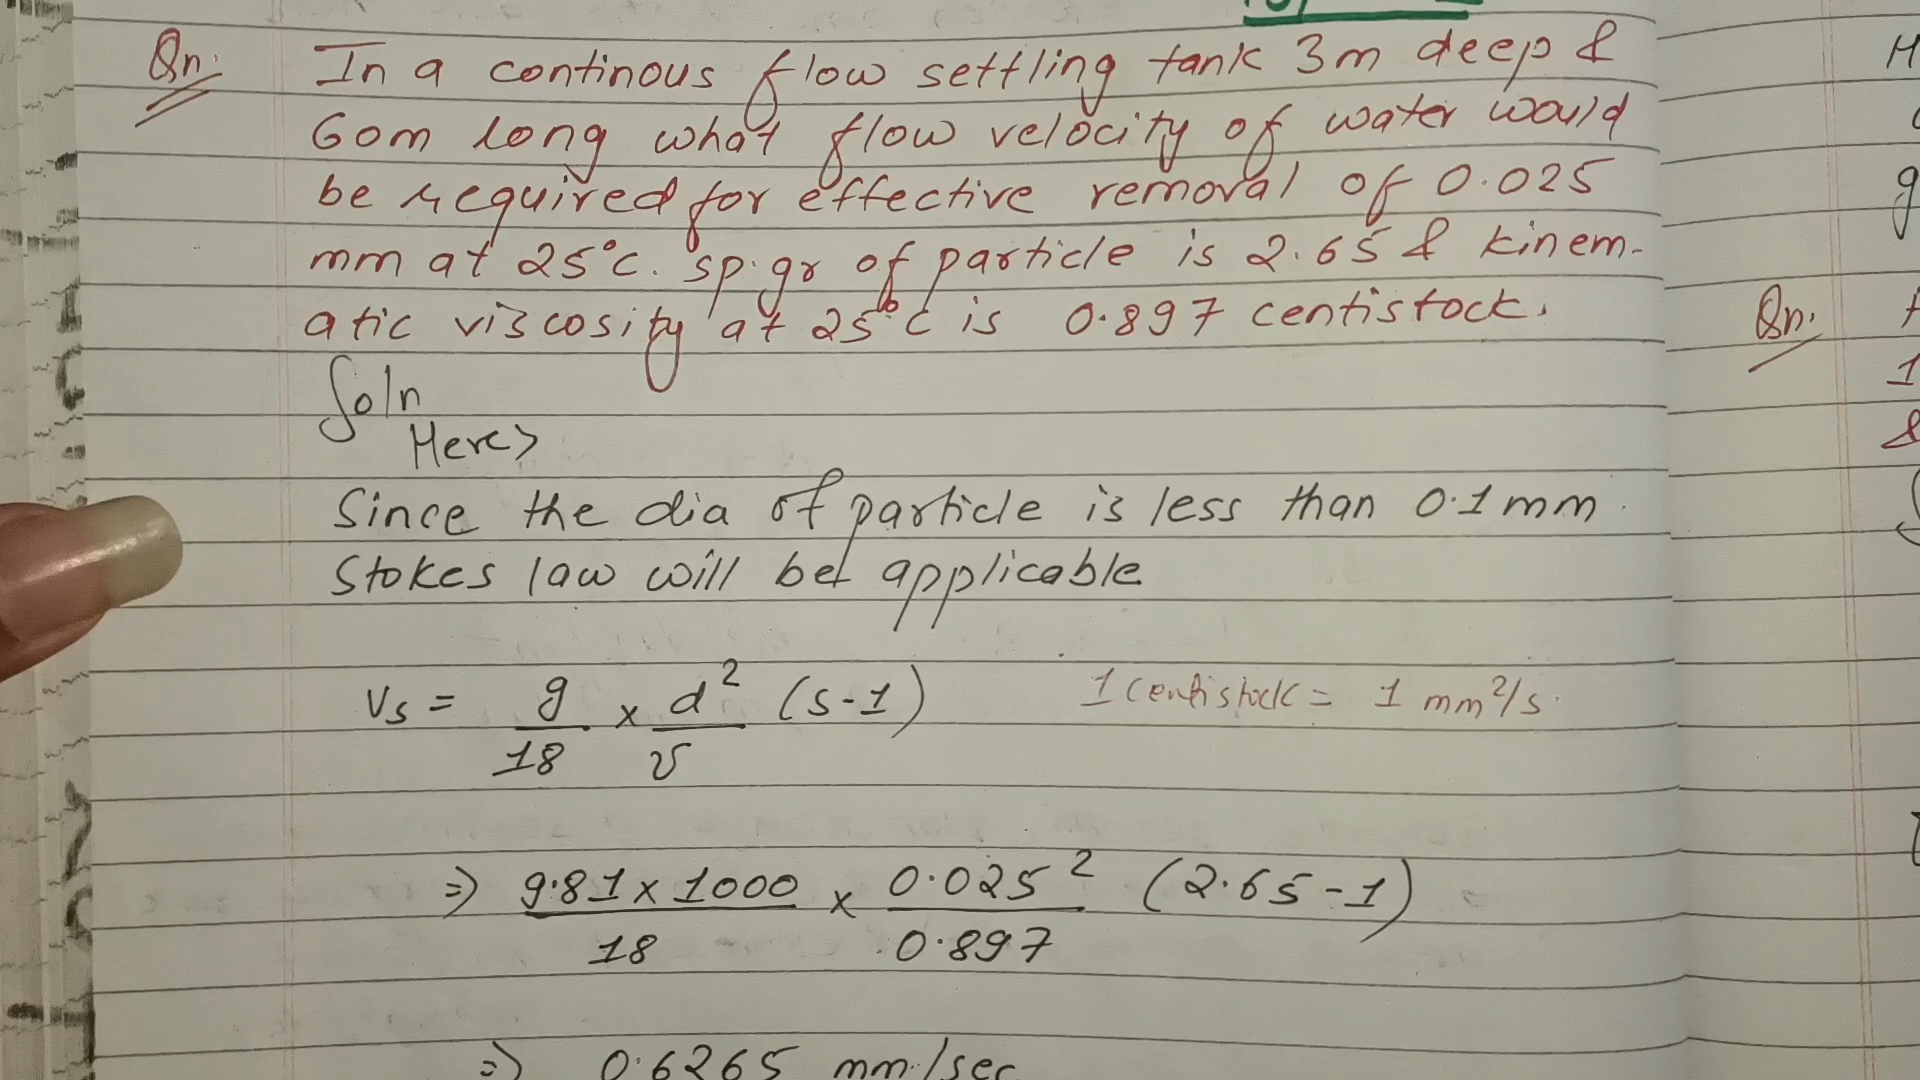 Qn. In a continous flow settling tank 3m deep &
60m long what flow velocity of water would
be required for effective removal of 0.025
mm at 25°c. sp.gr of particle is 2.65 & kinem-
atic viscosity at 25°c is 0.897 centistock.
Soln
Here>
Since the dia of particle is less than 0.1mm.
Stokes law will be applicable
Vs = g/18 x d²/ν (s-1) 1 centistock = 1 mm²/s.
=> 9.81 x 1000/18 x 0.025²/0.897 (2.65-1)
=> 0.6265 mm/sec
Qn.